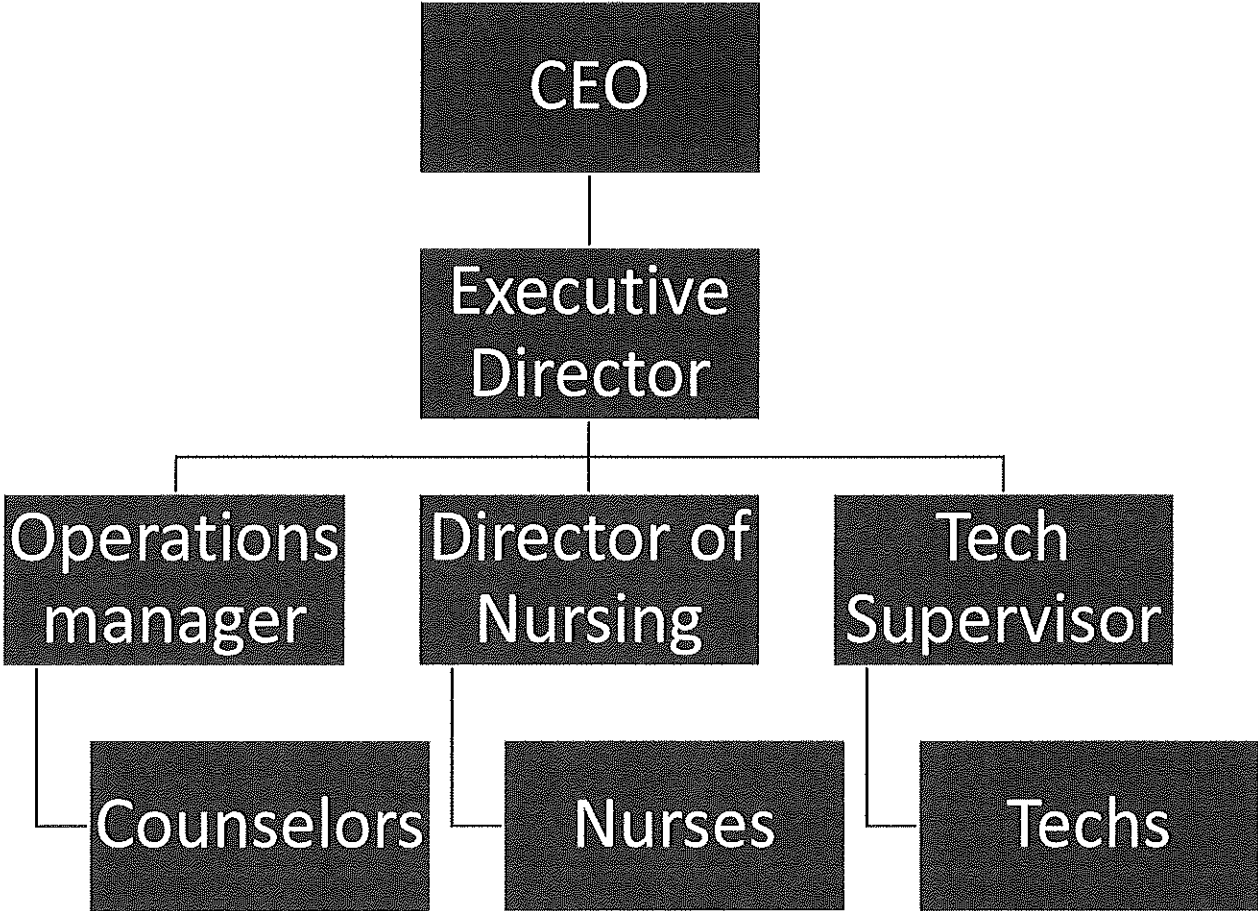 CEO
Executive
Director
Operations
manager
Director of
Nursing
Tech
Supervisor
Counselors
Nurses
Techs